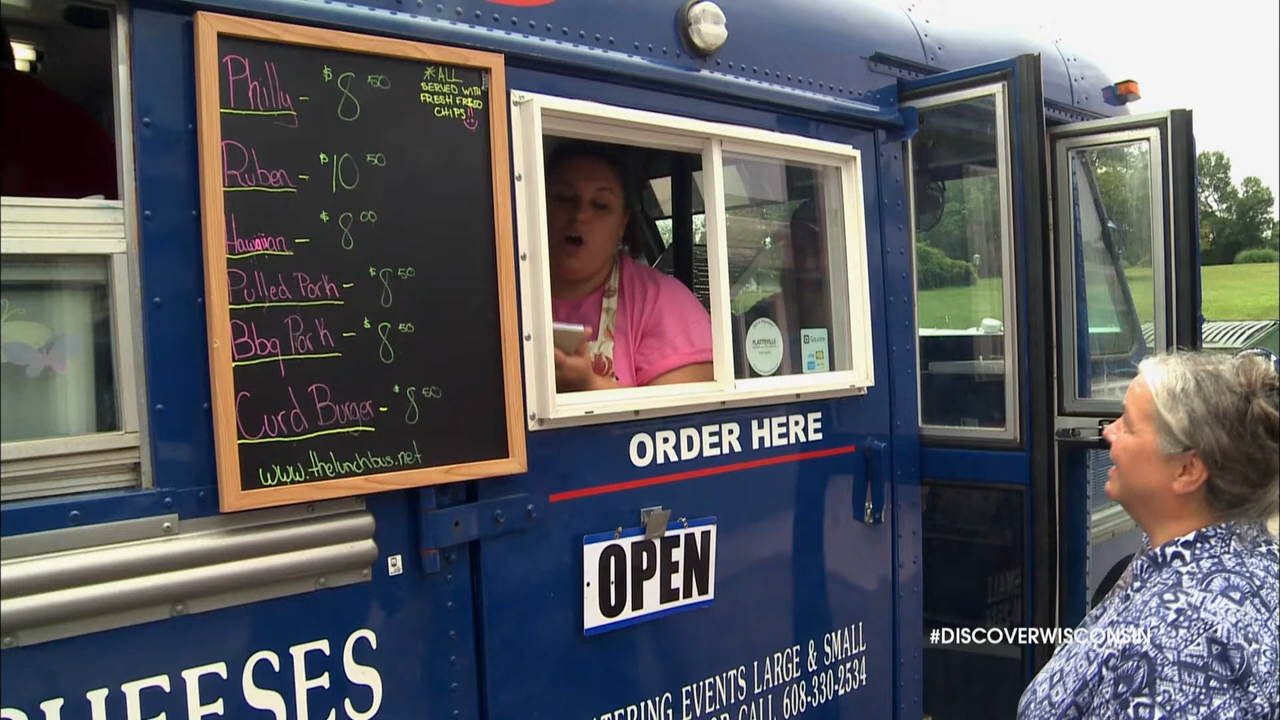 Philly - $8 50
*ALL
SERVED WITH
FRESH FRIED
CHIPS!!
Ruben - $10 50
Hawaiian - $8 00
Pulled Pork - $8 50
Bbq Pork - $8 50
Curd Burger - $8 50
www.thelunchbus.net
ORDER HERE
OPEN
PLATTEVILLE
HEESES
TERING EVENTS LARGE & SMALL
OR CALL 608-330-2534
#DISCOVERWISCONSIN